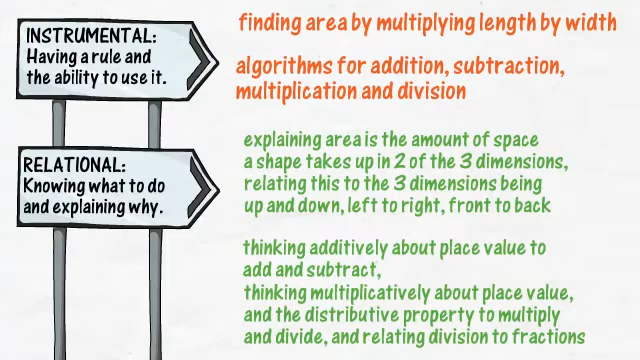 INSTRUMENTAL:
Having a rule and
the ability to use it.
finding area by multiplying length by width
algorithms for addition, subtraction,
multiplication and division
RELATIONAL:
Knowing what to do
and explaining why.
explaining area is the amount of space
a shape takes up in 2 of the 3 dimensions,
relating this to the 3 dimensions being
up and down, left to right, front to back
thinking additively about place value to
add and subtract,
thinking multiplicatively about place value,
and the distributive property to multiply
and divide, and relating division to fractions